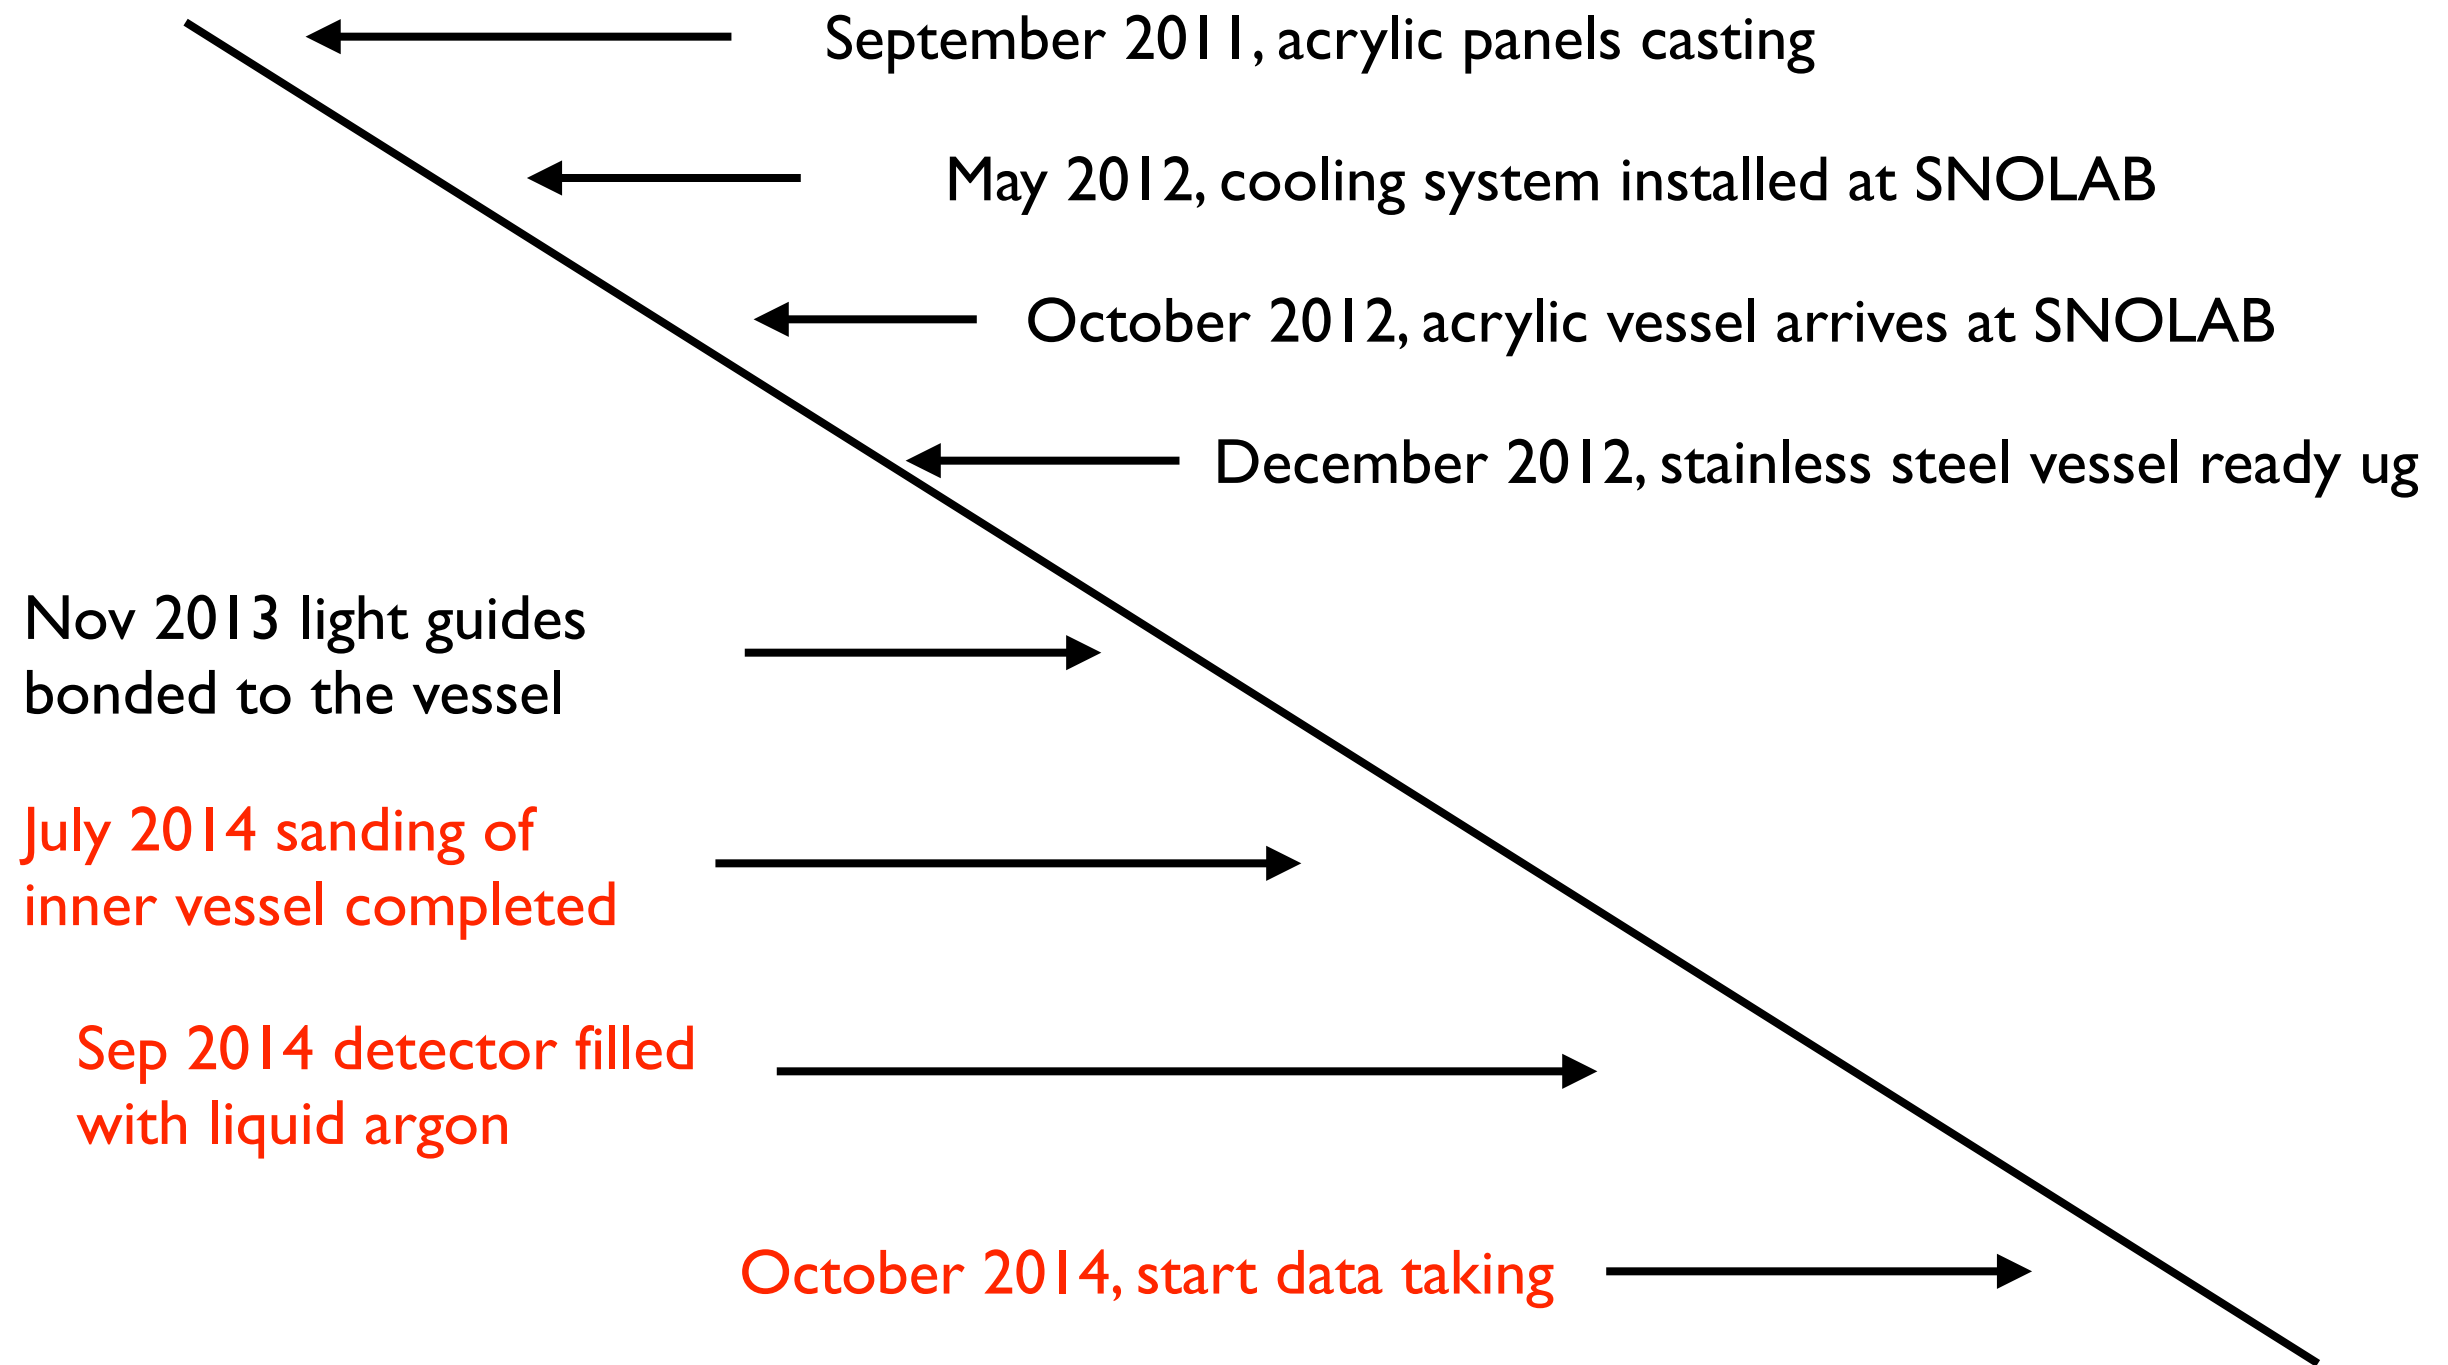 September 2011, acrylic panels casting
May 2012, cooling system installed at SNOLAB
October 2012, acrylic vessel arrives at SNOLAB
December 2012, stainless steel vessel ready ug
Nov 2013 light guides
bonded to the vessel
July 2014 sanding of
inner vessel completed
Sep 2014 detector filled
with liquid argon
October 2014, start data taking